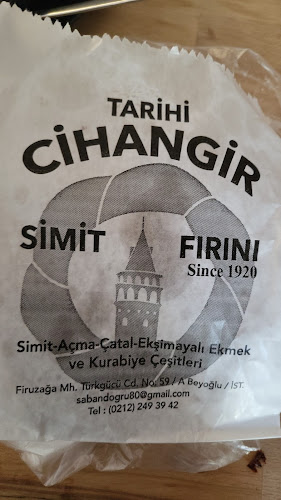 TARİHİ
CİHANGİR
SİMİT FIRINI
Since 1920
Simit-Açma-Çatal-Ekşimayalı Ekmek
ve Kurabiye Çeşitleri
Firuzağa Mh. Türkgücü Cd. No: 59 / A Beyoğlu / İST.
sabandogru80@gmail.com
Tel : (0212) 249 39 42